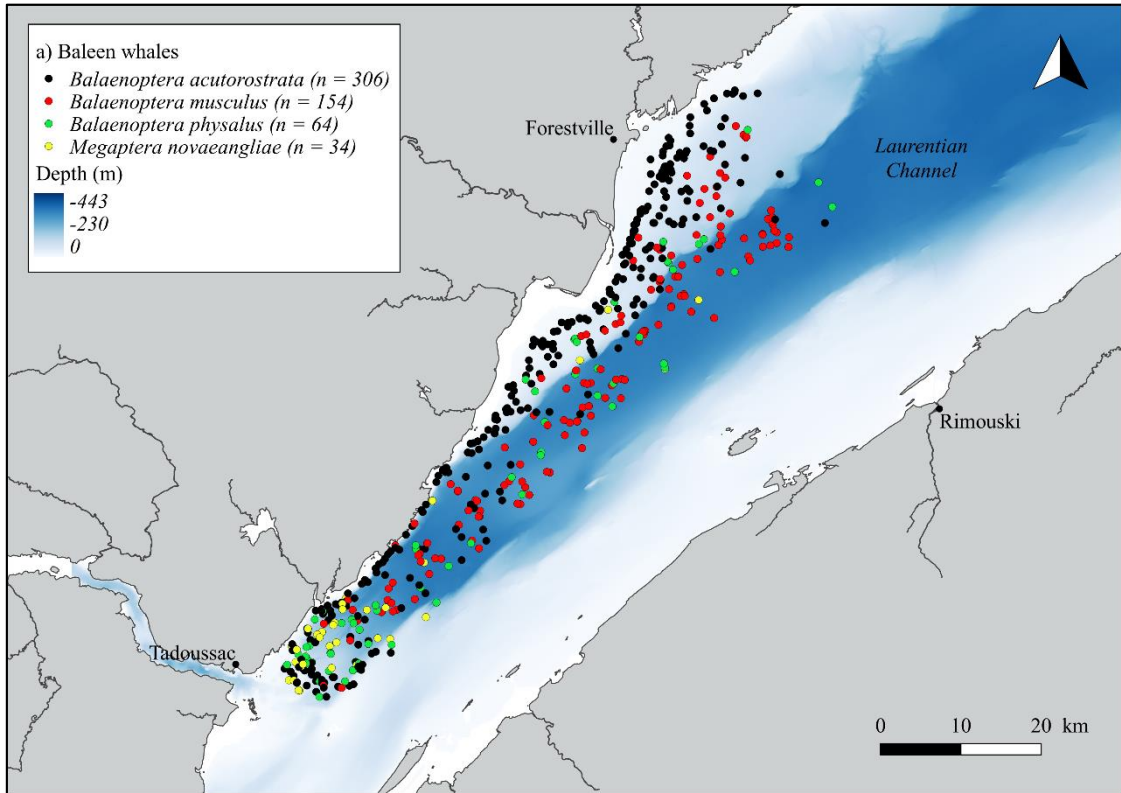 a) Baleen whales
Balaenoptera acutorostrata (n = 306)
Balaenoptera musculus (n = 154)
Balaenoptera physalus (n = 64)
Megaptera novaeangliae (n = 34)
Depth (m)
-443
-230
0
Forestville
Laurentian
Channel
Rimouski
Tadoussac
0 10 20 km